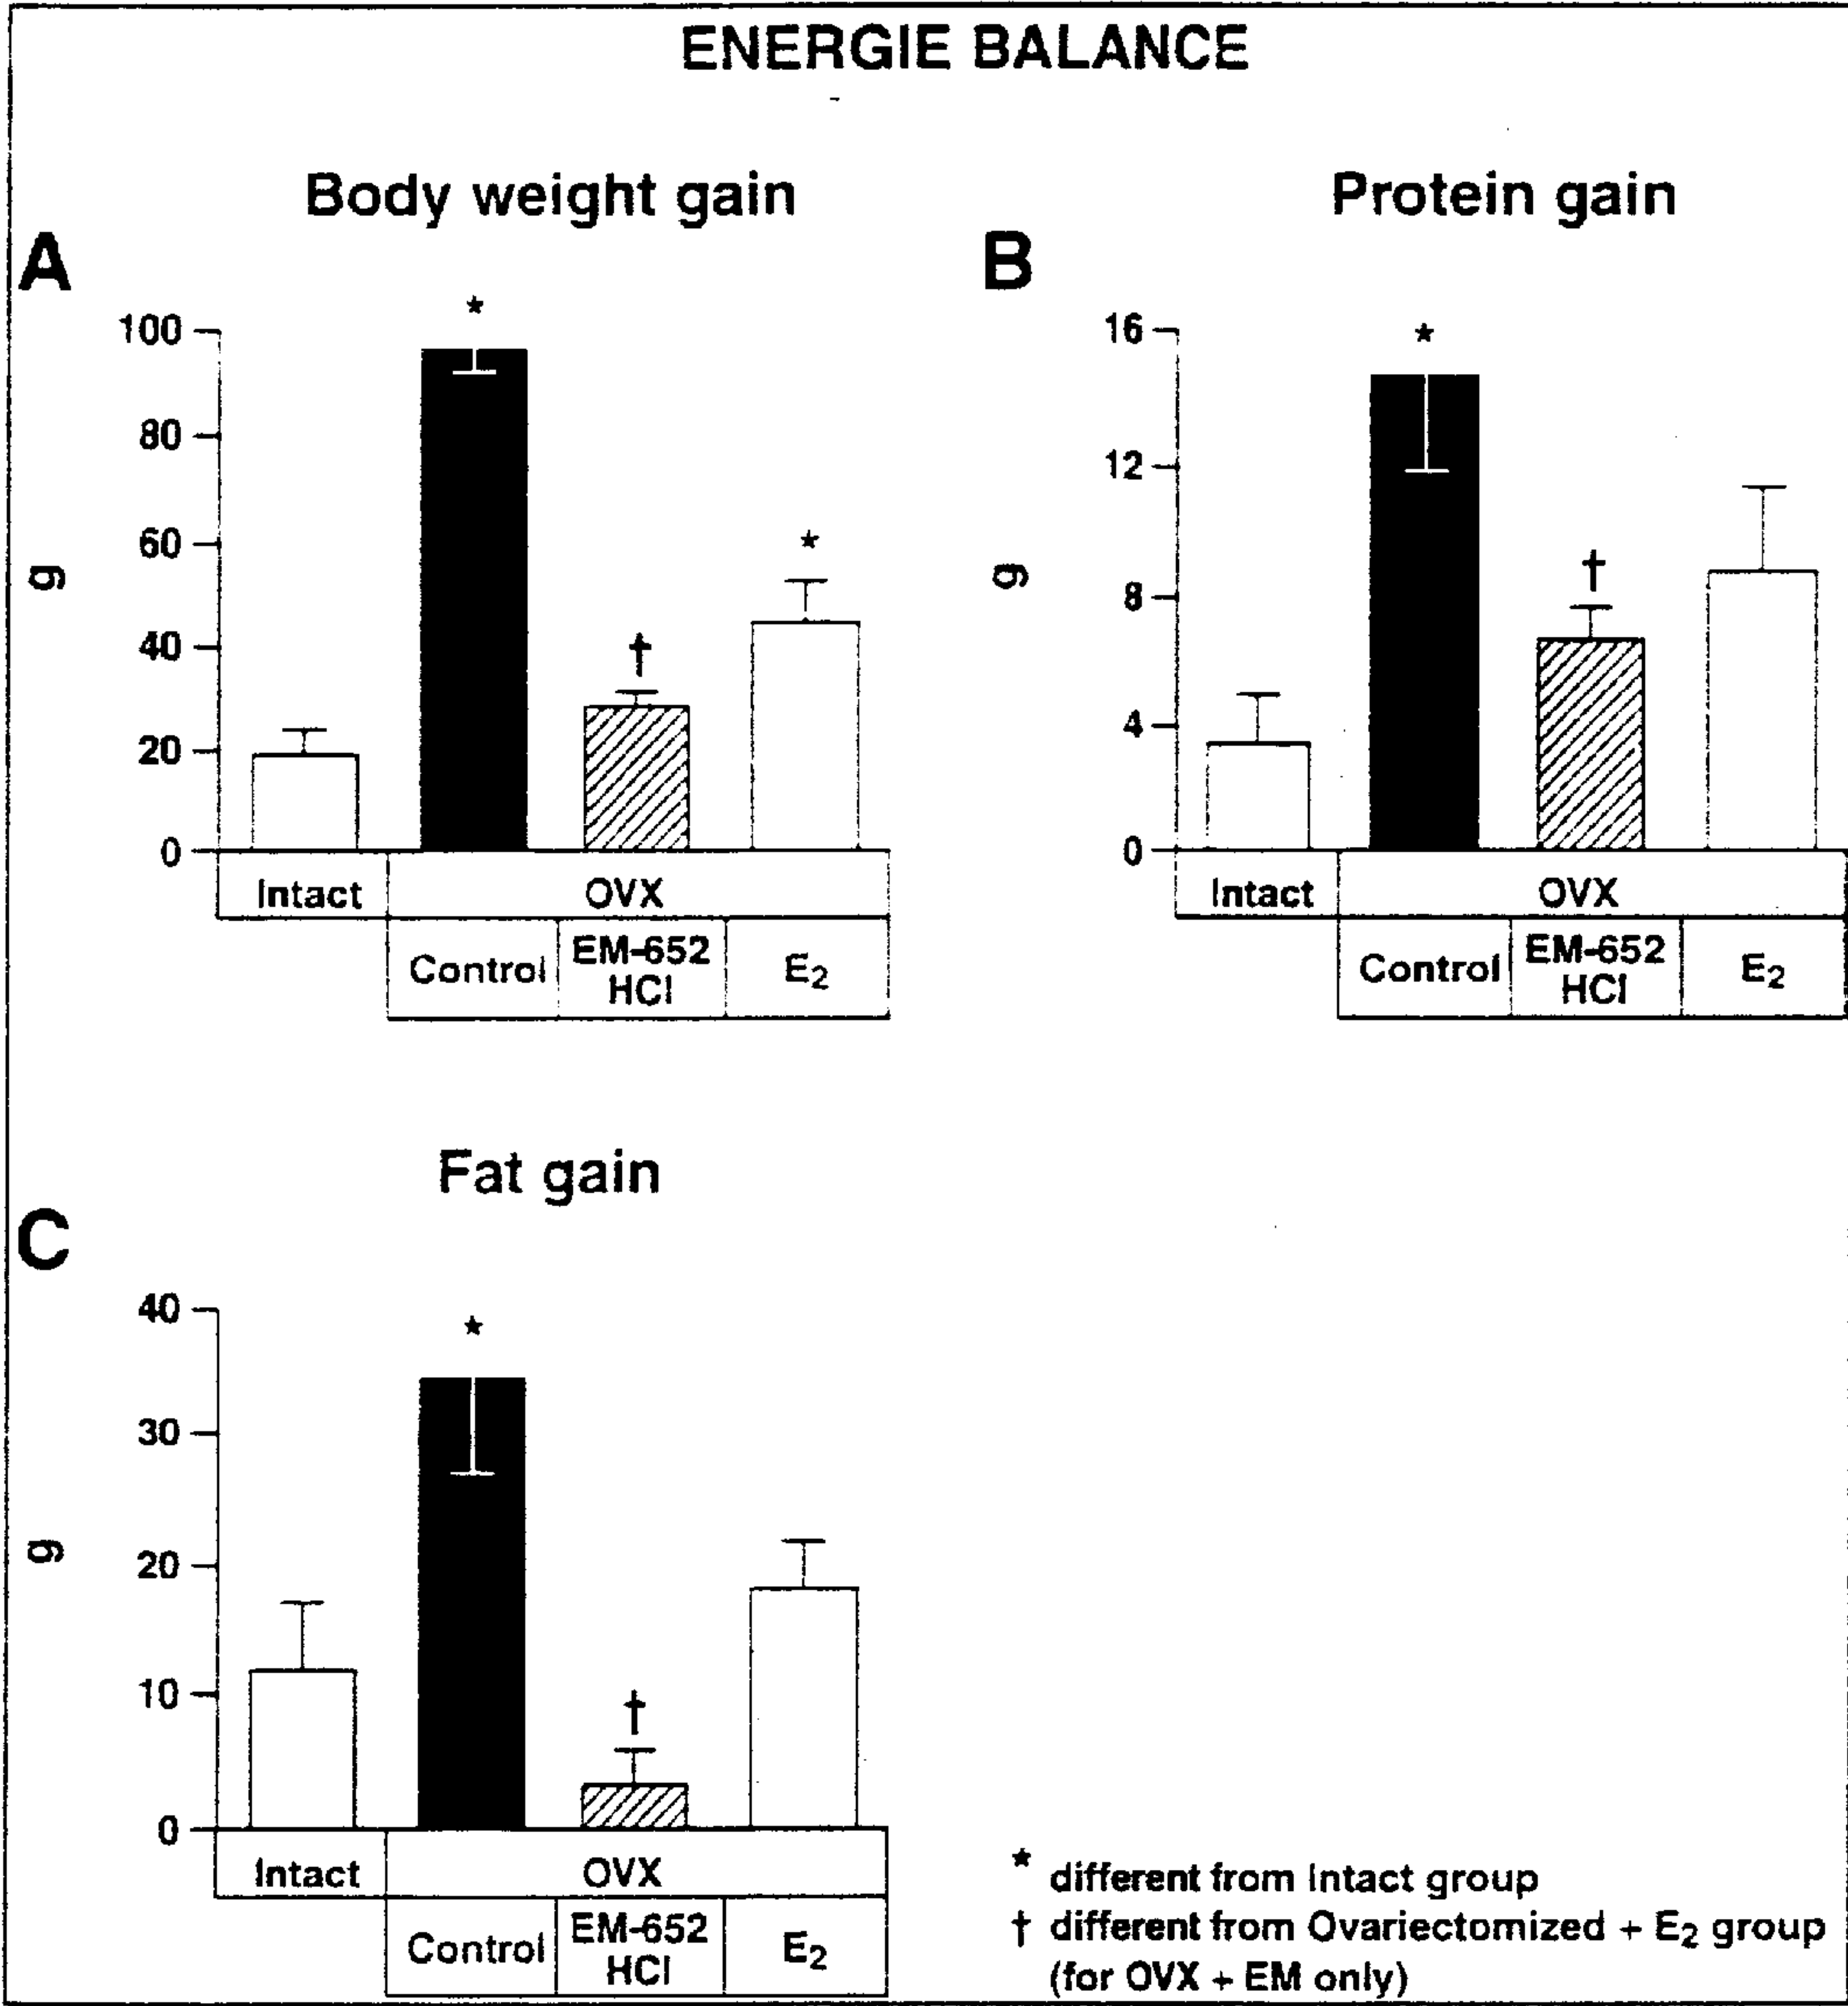 ENERGIE BALANCE
Body weight gain
A
*
100
80
60
40
20
0
g
†
*
Intact
OVX
Control
EM-652
HCl
E₂
Protein gain
B
*
16
12
8
4
0
g
†
Intact
OVX
Control
EM-652
HCl
E₂
Fat gain
C
40
30
20
10
0
g
*
†
Intact
OVX
Control
EM-652
HCl
E₂
* different from Intact group
† different from Ovariectomized + E₂ group
(for OVX + EM only)